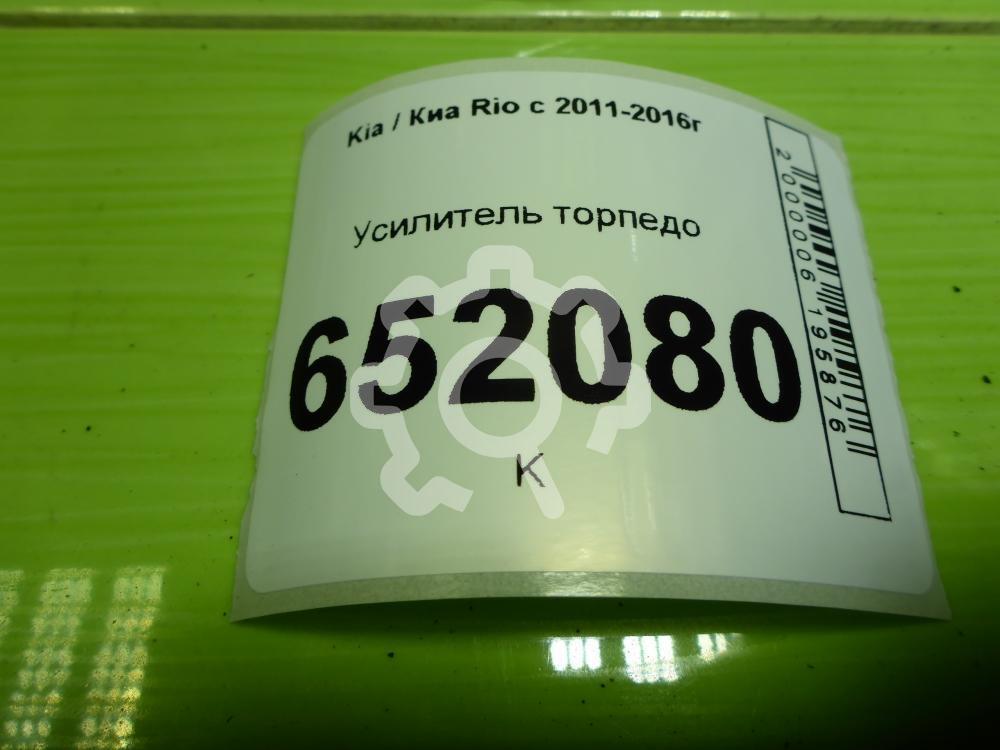 Kia / Киа Rio с 2011-2016г
Усилитель торпедо
652080
К
2000006195876